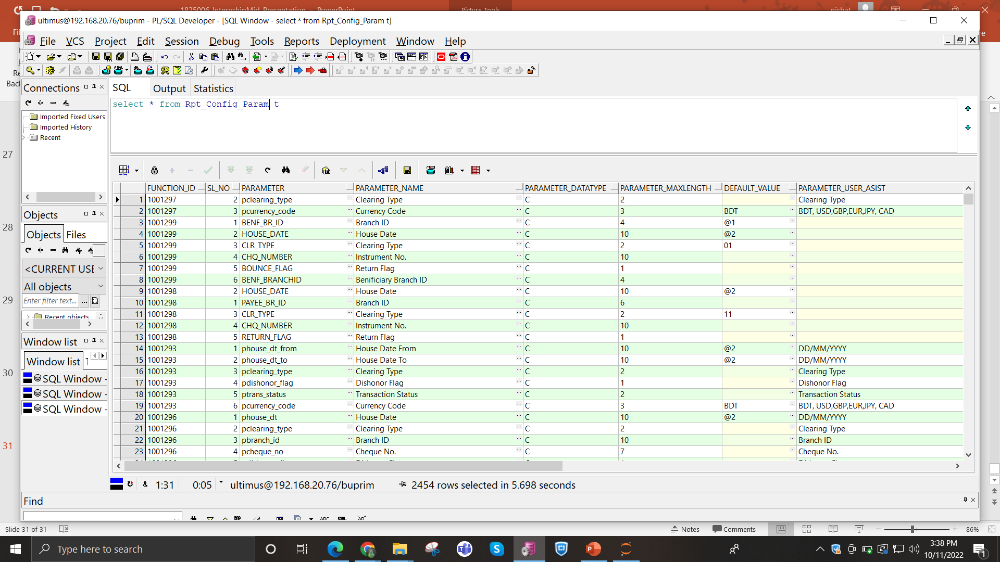 1825006_InternshipMid_Presentation - PowerPoint
Picture Tools
nishat
ultimus@192.168.20.76/buprim - PL/SQL Developer - [SQL Window - select * from Rpt_Config_Param t]
File VCS Project Edit Session Debug Tools Reports Deployment Window Help
Connections
Imported Fixed Users
Imported History
Recent
SQL Output Statistics
select * from Rpt_Config_Param t
Objects
Objects Files
<CURRENT USE
All objects
Enter filter text...
Recent objects
Window list
Window list
SQL Window -
SQL Window -
SQL Window -
27
28
29
30
31
FUNCTION_ID SL_NO PARAMETER PARAMETER_NAME PARAMETER_DATATYPE PARAMETER_MAXLENGTH DEFAULT_VALUE PARAMETER_USER_ASIST
1 1001297 2 pclearing_type Clearing Type C 2 Clearing Type
2 1001297 3 pcurrency_code Currency Code C 3 BDT BDT, USD,GBP,EUR,JPY, CAD
3 1001299 1 BENF_BR_ID Branch ID C 4 @1
4 1001299 2 HOUSE_DATE House Date C 10 @2
5 1001299 3 CLR_TYPE Clearing Type C 2 01
6 1001299 4 CHQ_NUMBER Instrument No. C 10
7 1001299 5 BOUNCE_FLAG Return Flag C 1
8 1001299 6 BENF_BRANCHID Benificiary Branch ID C 4
9 1001298 2 HOUSE_DATE House Date C 10 @2
10 1001298 1 PAYEE_BR_ID Branch ID C 6
11 1001298 3 CLR_TYPE Clearing Type C 2 11
12 1001298 4 CHQ_NUMBER Instrument No. C 10
13 1001298 5 RETURN_FLAG Return Flag C 1
14 1001293 1 phouse_dt_from House Date From C 10 @2 DD/MM/YYYY
15 1001293 2 phouse_dt_to House Date To C 10 @2 DD/MM/YYYY
16 1001293 3 pclearing_type Clearing Type C 2 Clearing Type
17 1001293 4 pdishonor_flag Dishonor Flag C 1 Dishonor Flag
18 1001293 5 ptrans_status Transaction Status C 2 Transaction Status
19 1001293 6 pcurrency_code Currency Code C 3 BDT BDT, USD,GBP,EUR,JPY, CAD
20 1001296 1 phouse_dt House Date C 10 @2 DD/MM/YYYY
21 1001296 2 pclearing_type Clearing Type C 2 Clearing Type
22 1001296 3 pbranch_id Branch ID C 10 Branch ID
23 1001296 4 pcheque_no Cheque No. C 7 Cheque No.
& 1:31 0:05 ultimus@192.168.20.76/buprim 2454 rows selected in 5.698 seconds
Find
Slide 31 of 31
Notes Comments 86%
Type here to search
3:38 PM
10/11/2022
1